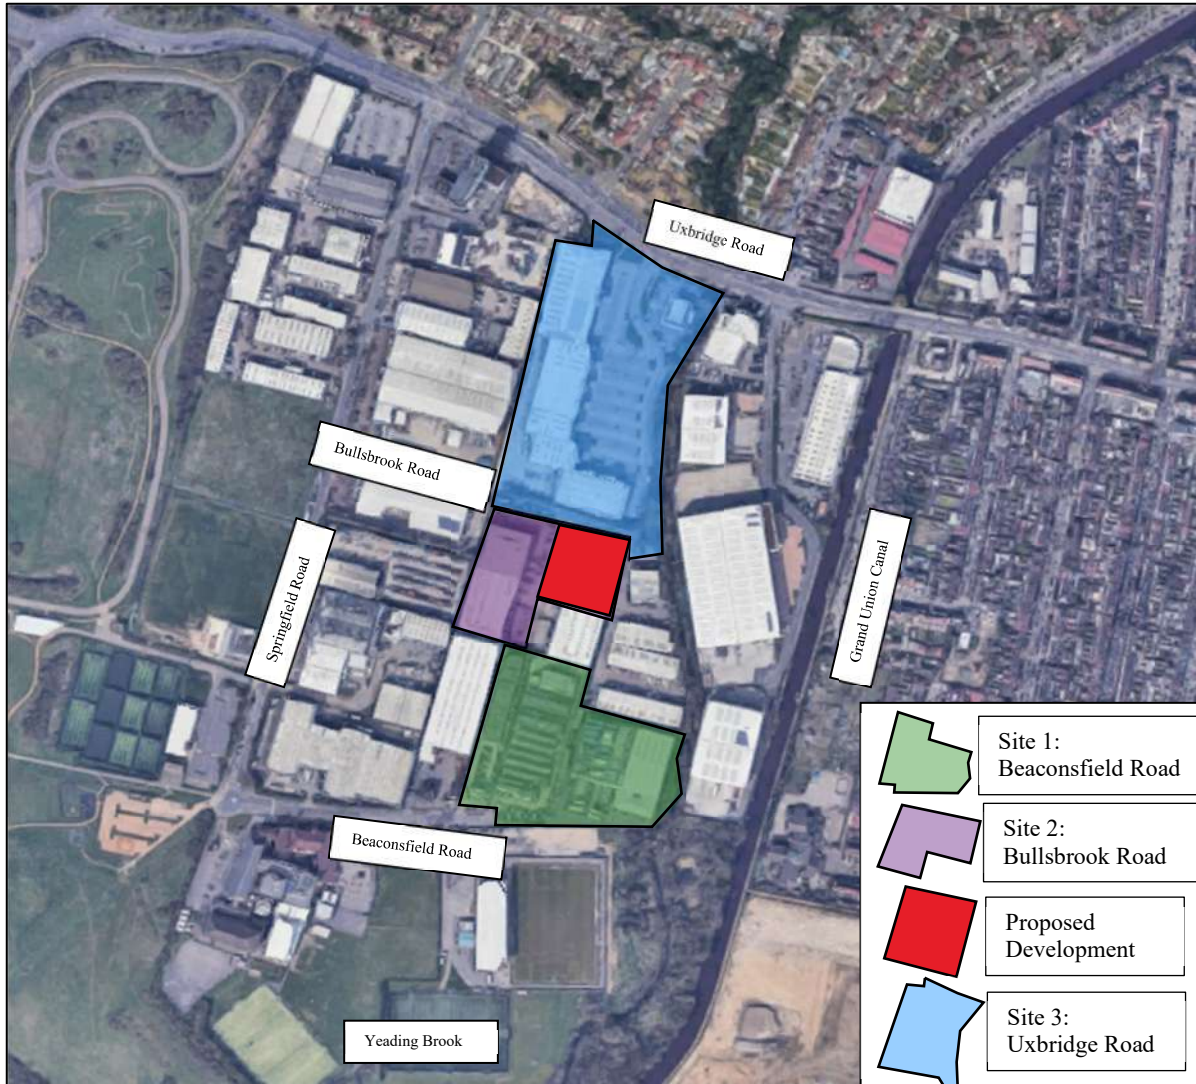 Uxbridge Road
Bullsbrook Road
Springfield Road
Grand Union Canal
Beaconsfield Road
Yeading Brook
Site 1:
Beaconsfield Road
Site 2:
Bullsbrook Road
Proposed
Development
Site 3:
Uxbridge Road